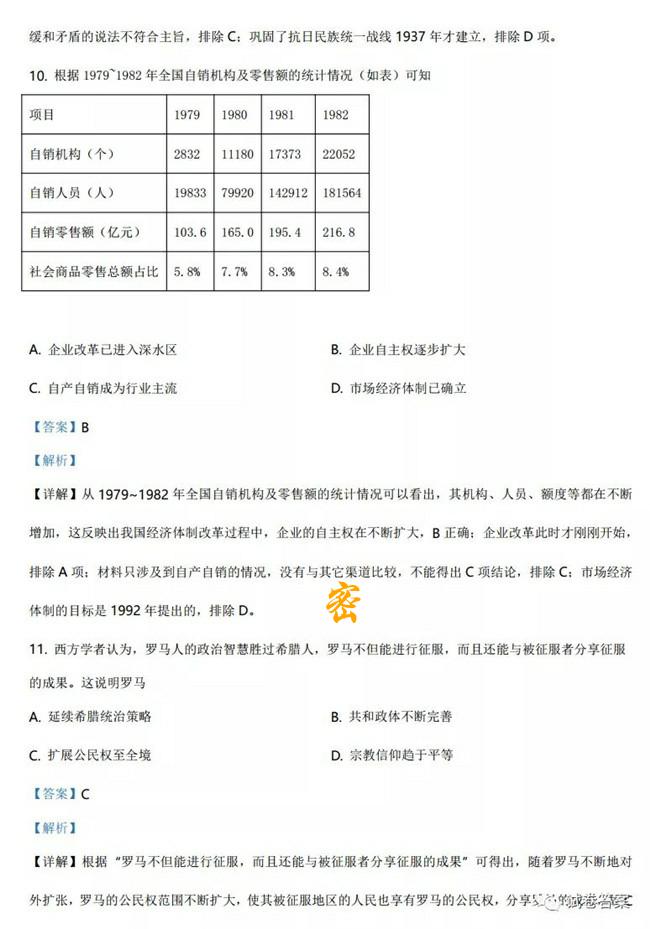 缓和矛盾的说法不符合主旨，排除 C；巩固了抗日民族统一战线 1937 年才建立，排除 D 项。
10. 根据 1979~1982 年全国自销机构及零售额的统计情况（如表）可知
项目 1979 1980 1981 1982
自销机构（个） 2832 11180 17373 22052
自销人员（人） 19833 79920 142912 181564
自销零售额（亿元） 103.6 165.0 195.4 216.8
社会商品零售总额占比 5.8% 7.7% 8.3% 8.4%
A. 企业改革已进入深水区 B. 企业自主权逐步扩大
C. 自产自销成为行业主流 D. 市场经济体制已确立
【答案】B
【解析】
【详解】从 1979~1982 年全国自销机构及零售额的统计情况可以看出，其机构、人员、额度等都在不断
增加，这反映出我国经济体制改革过程中，企业的自主权在不断扩大，B 正确；企业改革此时才刚刚开始，
排除 A 项；材料只涉及到自产自销的情况，没有与其它渠道比较，不能得出 C 项结论，排除 C；市场经济
体制的目标是 1992 年提出的，排除 D。
密
11. 西方学者认为，罗马人的政治智慧胜过希腊人，罗马不但能进行征服，而且还能与被征服者分享征服
的成果。这说明罗马
A. 延续希腊统治策略 B. 共和政体不断完善
C. 扩展公民权至全境 D. 宗教信仰趋于平等
【答案】C
【解析】
【详解】根据“罗马不但能进行征服，而且还能与被征服者分享征服的成果”可得出，随着罗马不断地对
外扩张，罗马的公民权范围不断扩大，使其被征服地区的人民也享有罗马的公民权，分享
试卷答案